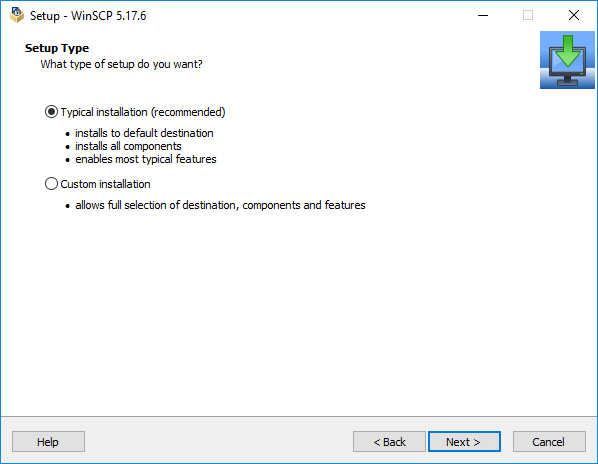 Setup - WinSCP 5.17.6
Setup Type
What type of setup do you want?
Typical installation (recommended)
• installs to default destination
• installs all components
• enables most typical features
Custom installation
• allows full selection of destination, components and features
Help
< Back
Next >
Cancel